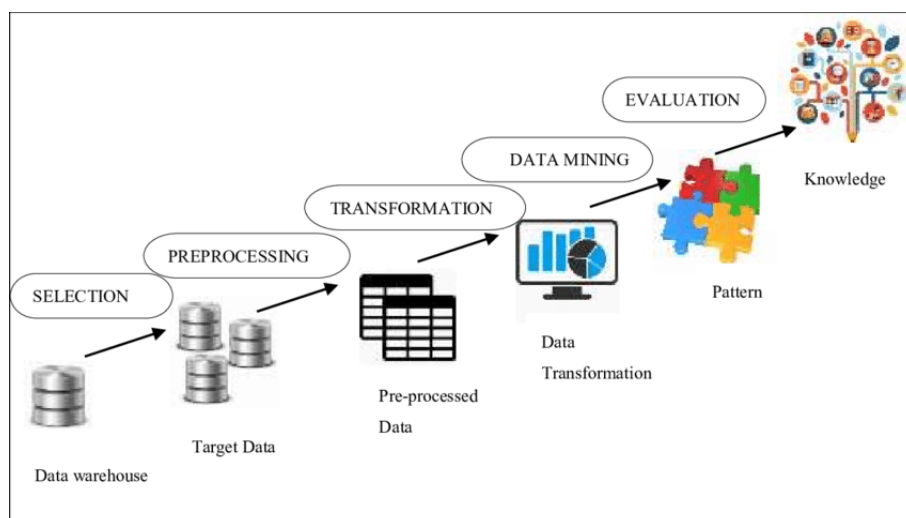 EVALUATION
Knowledge
DATA MINING
Pattern
TRANSFORMATION
Data
Transformation
PREPROCESSING
Pre-processed
Data
SELECTION
Target Data
Data warehouse